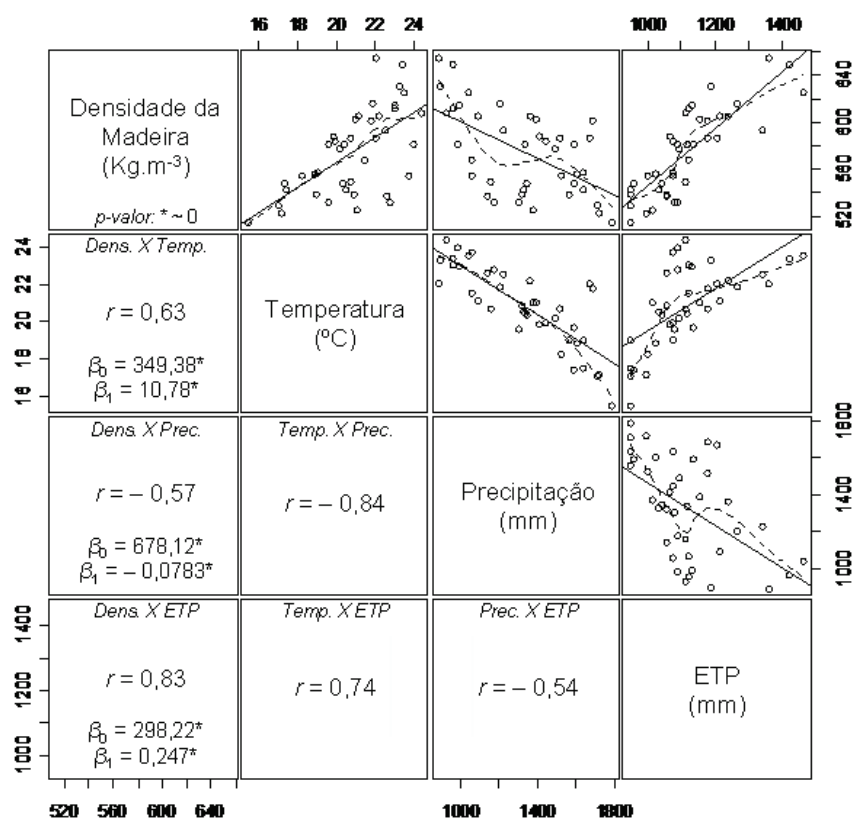 16 18 20 22 24
1000 1200 1400
Densidade da
Madeira
(Kg.m⁻³)
p-valor: * ~ 0
520 560 600 640
Dens. X Temp.
r = 0,63
β₀ = 349,38*
β₁ = 10,78*
Temperatura
(ºC)
16 18 20 22 24
Dens. X Prec.
r = – 0,57
β₀ = 678,12*
β₁ = – 0,0783*
Temp. X Prec.
r = – 0,84
Precipitação
(mm)
1000 1400 1800
Dens. X ETP
r = 0,83
β₀ = 298,22*
β₁ = 0,247*
Temp. X ETP
r = 0,74
Prec. X ETP
r = – 0,54
ETP
(mm)
1000 1200 1400
520 560 600 640
1000 1400 1800